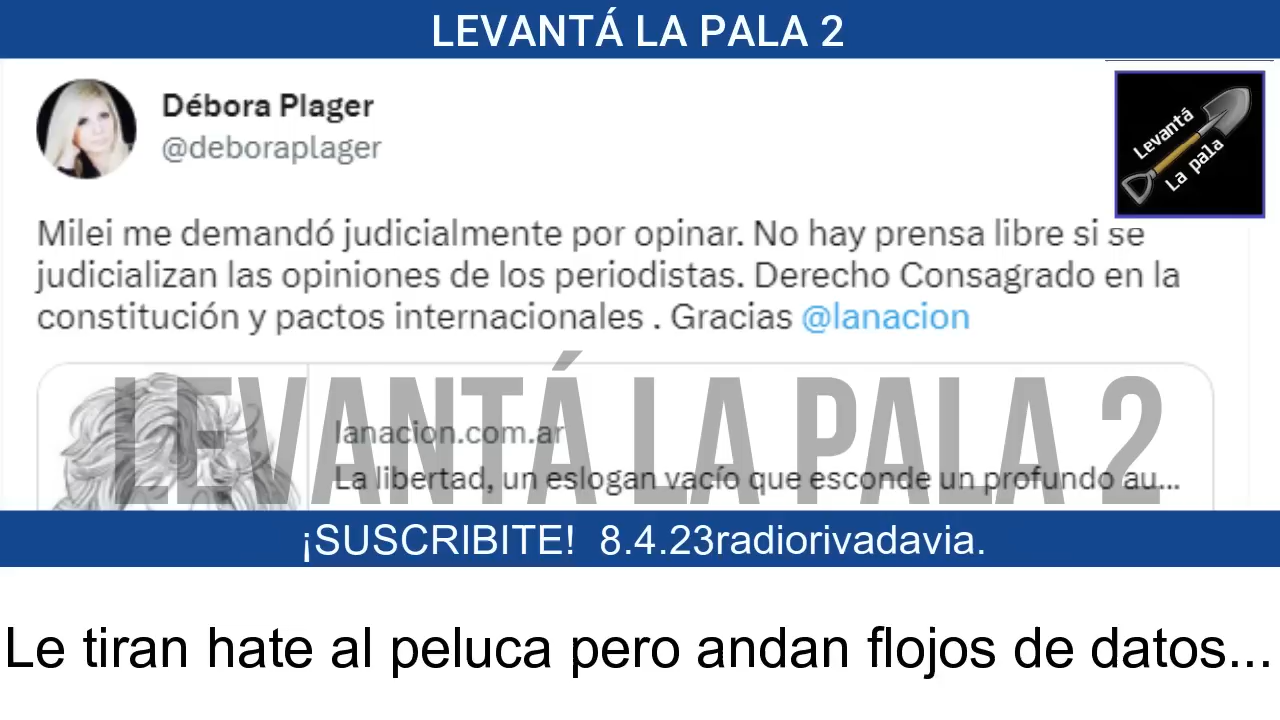 LEVANTÁ LA PALA 2
Débora Plager
@deboraplager
Levantá
La pala
Milei me demandó judicialmente por opinar. No hay prensa libre si se
judicializan las opiniones de los periodistas. Derecho Consagrado en la
constitución y pactos internacionales . Gracias @lanacion
LEVANTÁ LA PALA 2
lanacion.com.ar
La libertad, un eslogan vacío que esconde un profundo au...
¡SUSCRIBITE!  8.4.23radiorivadavia.
Le tiran hate al peluca pero andan flojos de datos...